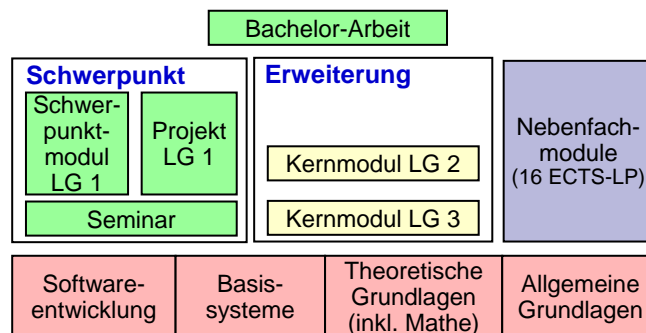 Bachelor-Arbeit
Schwerpunkt
Schwer-
punkt-
modul
LG 1
Projekt
LG 1
Seminar
Erweiterung
Kernmodul LG 2
Kernmodul LG 3
Nebenfach-
module
(16 ECTS-LP)
Software-
entwicklung
Basis-
systeme
Theoretische
Grundlagen
(inkl. Mathe)
Allgemeine
Grundlagen